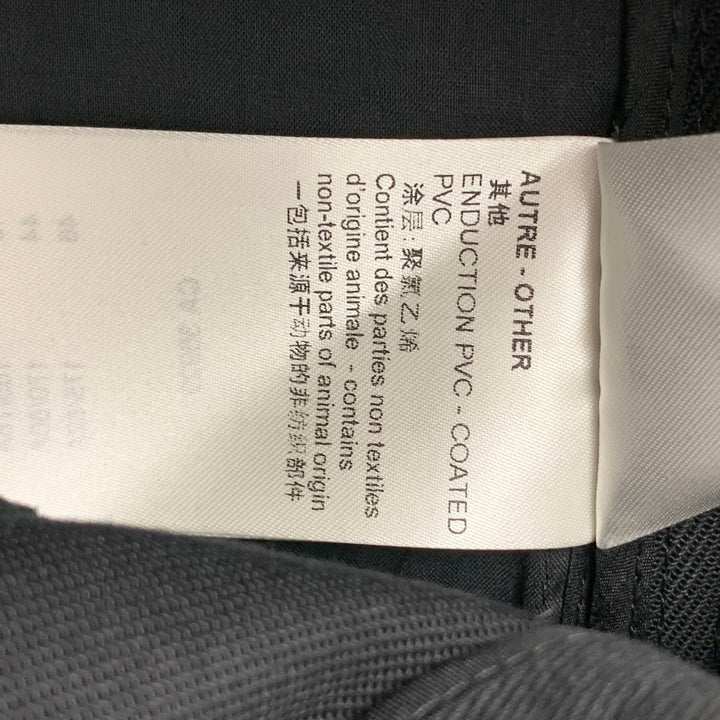 AUTRE - OTHER
其他
ENDUCTION PVC - COATED
PVC
涂层:聚氯乙烯
Contient des parties non textiles
d'origine animale - contains
non-textile parts of animal origin
一包括来源于动物的非纺织部件